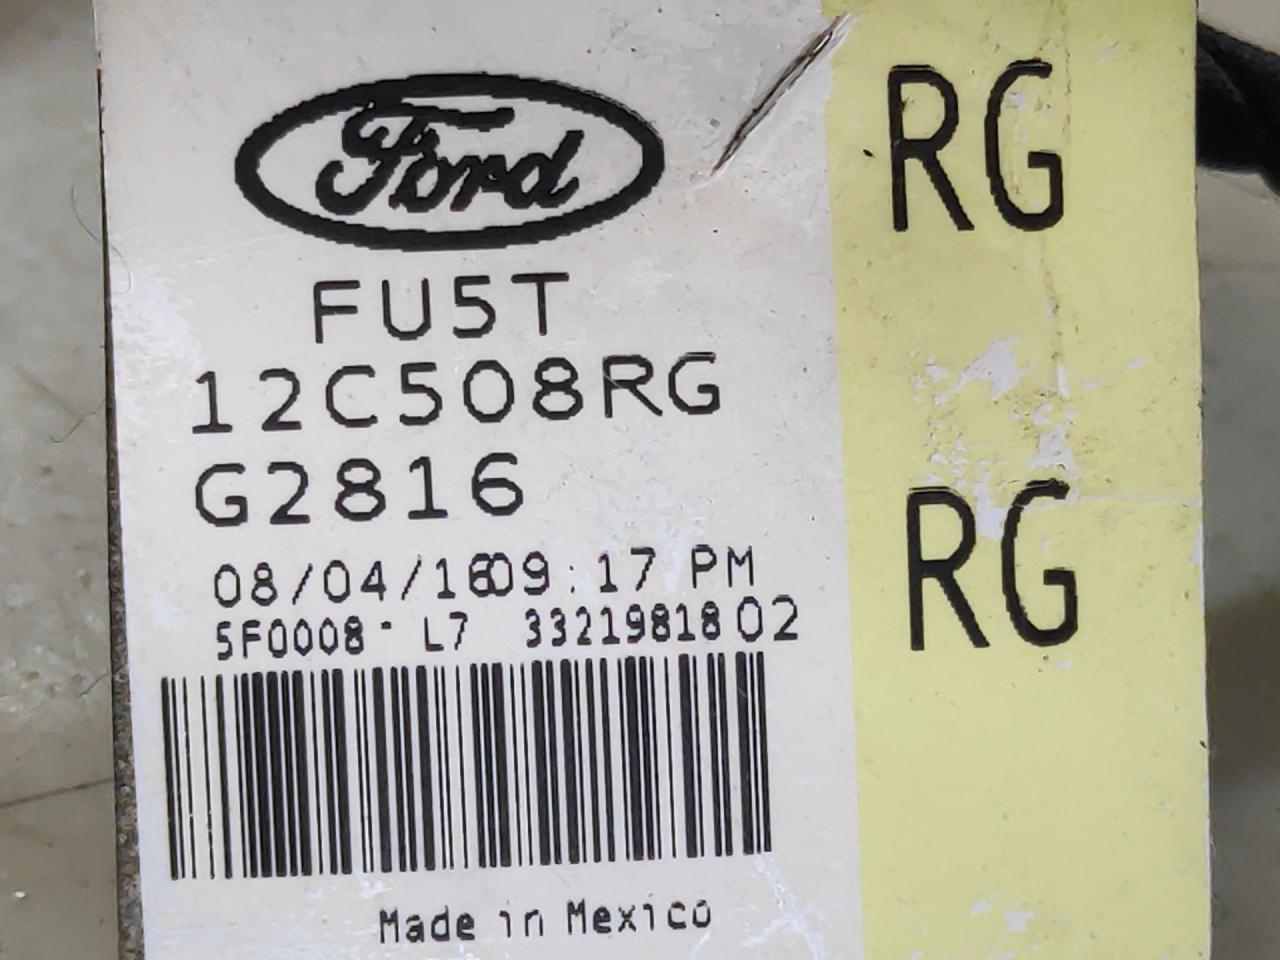 Ford
FU5T
12C508RG
G2816
08/04/16 09:17 PM
5F0008- L7 33219818 02
Made in Mexico
RG
RG